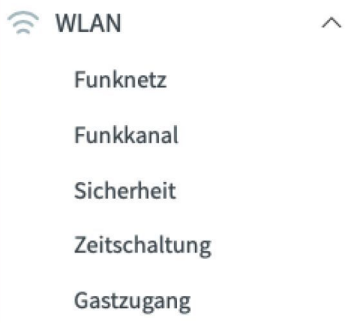 WLAN
Funknetz
Funkkanal
Sicherheit
Zeitschaltung
Gastzugang